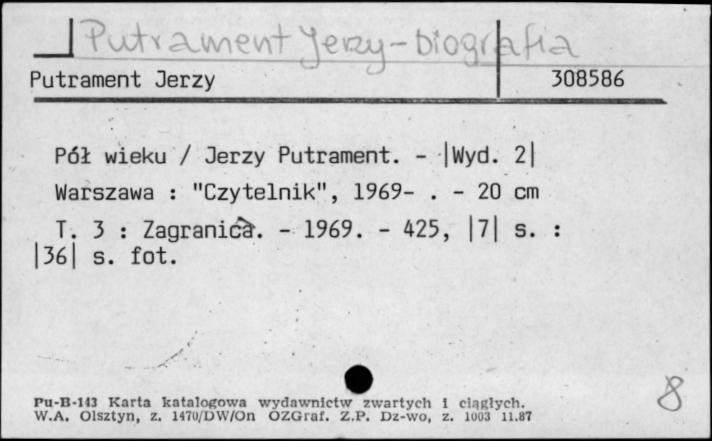 Putrament Jerzy - biografia
Putrament Jerzy 308586
Pół wieku / Jerzy Putrament. - |Wyd. 2|
Warszawa : "Czytelnik", 1969- . - 20 cm
T. 3 : Zagranica. - 1969. - 425, |7| s. :
|36| s. fot.
Pu-B-143 Karta katalogowa wydawnictw zwartych i ciągłych.
W.A. Olsztyn, z. 1470/DW/On OZGraf. Z.P. Dz-wo, z. 1003 11.87
8